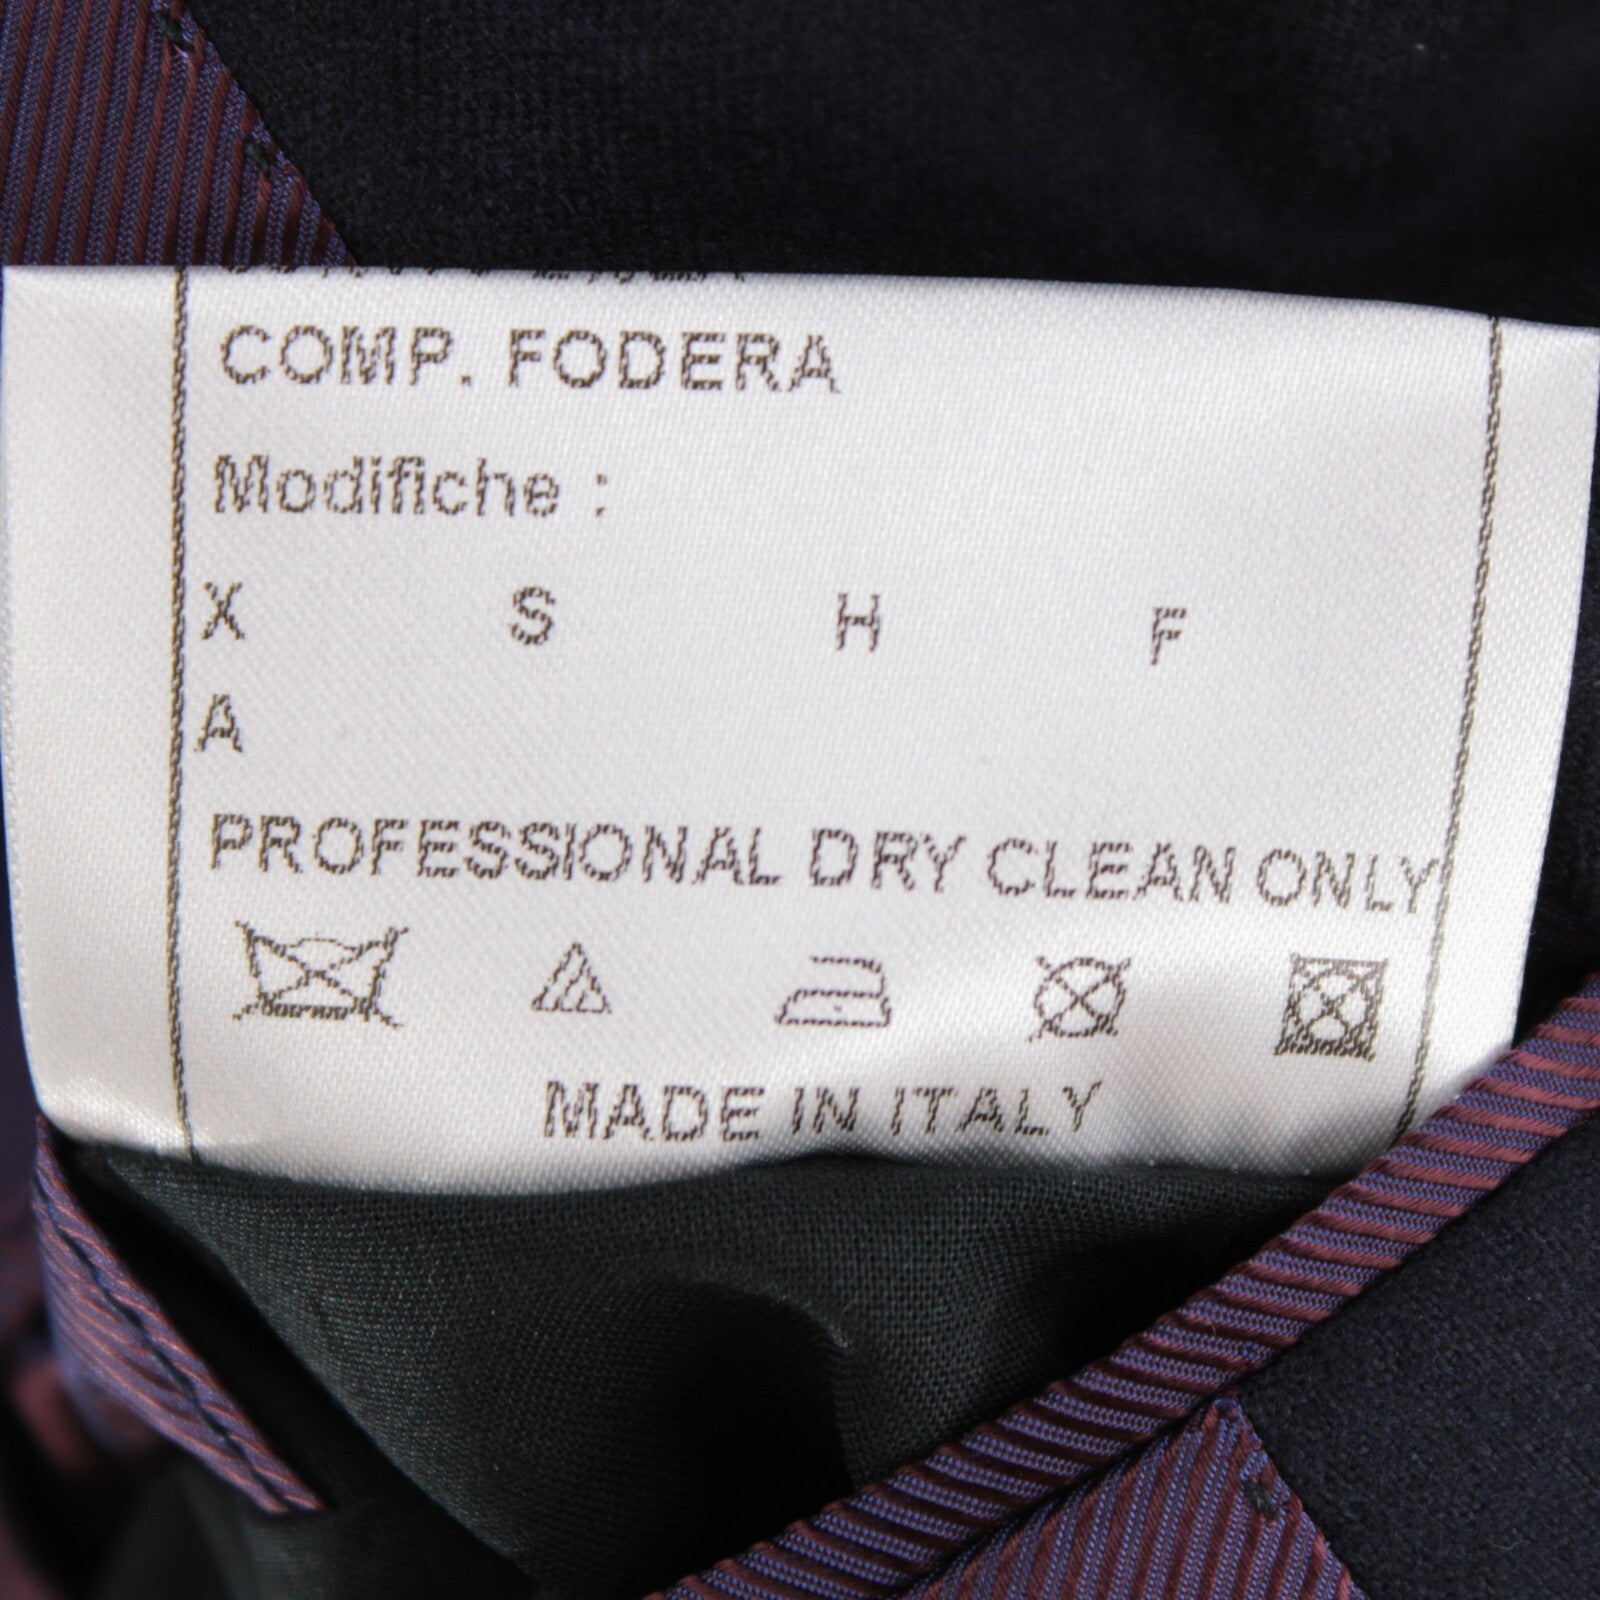 COMP. FODERA
Modifiche :
X S H F
A
PROFESSIONAL DRY CLEAN ONLY
MADE IN ITALY